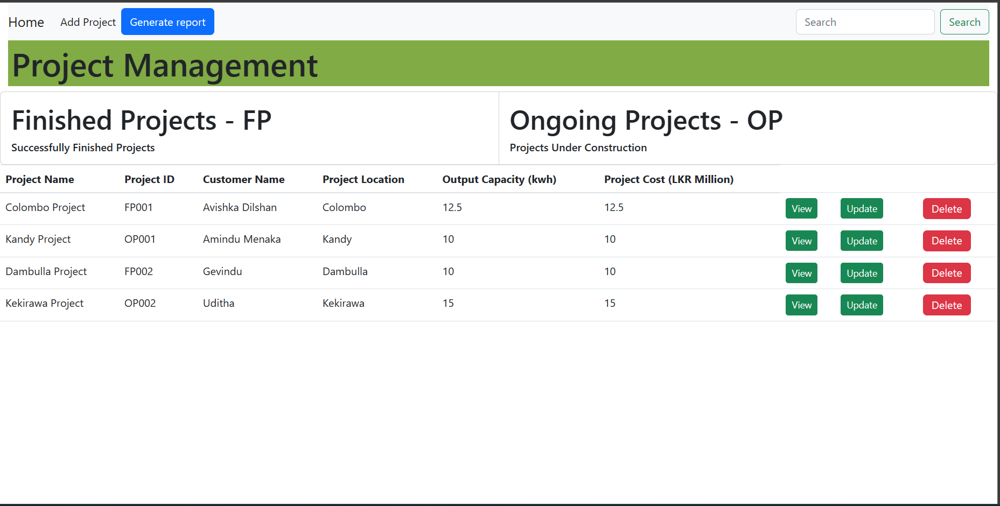 Home Add Project Generate report Search Search
Project Management
Finished Projects - FP
Successfully Finished Projects
Ongoing Projects - OP
Projects Under Construction
Project Name Project ID Customer Name Project Location Output Capacity (kwh) Project Cost (LKR Million)
Colombo Project FP001 Avishka Dilshan Colombo 12.5 12.5 View Update Delete
Kandy Project OP001 Amindu Menaka Kandy 10 10 View Update Delete
Dambulla Project FP002 Gevindu Dambulla 10 10 View Update Delete
Kekirawa Project OP002 Uditha Kekirawa 15 15 View Update Delete